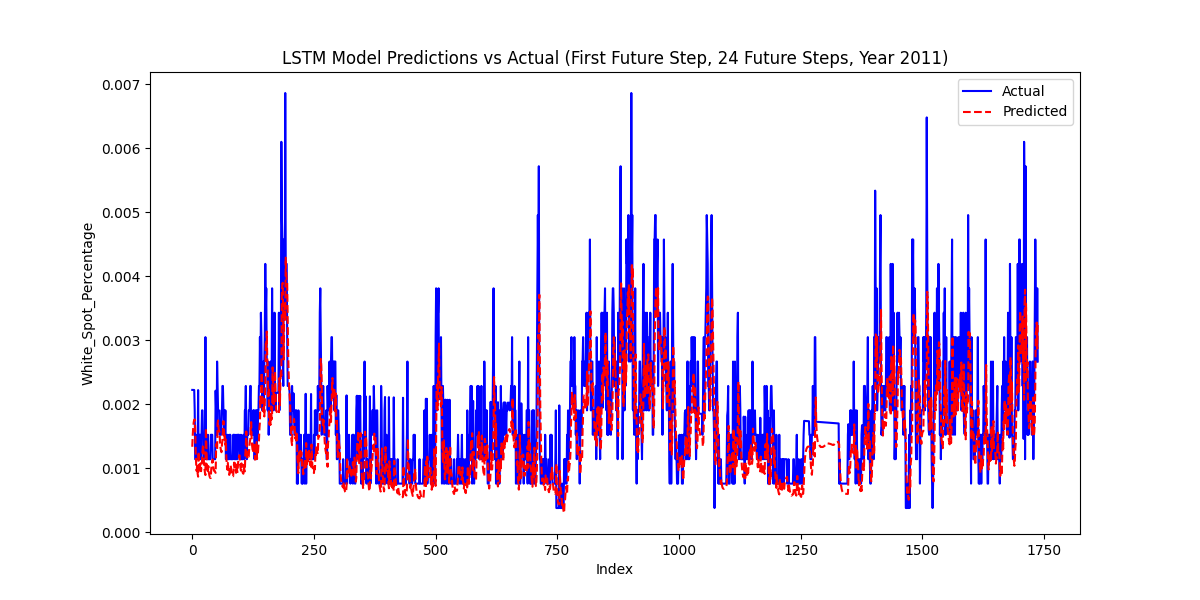 LSTM Model Predictions vs Actual (First Future Step, 24 Future Steps, Year 2011)
Actual
Predicted
White_Spot_Percentage
0.007
0.006
0.005
0.004
0.003
0.002
0.001
0.000
0 250 500 750 1000 1250 1500 1750
Index